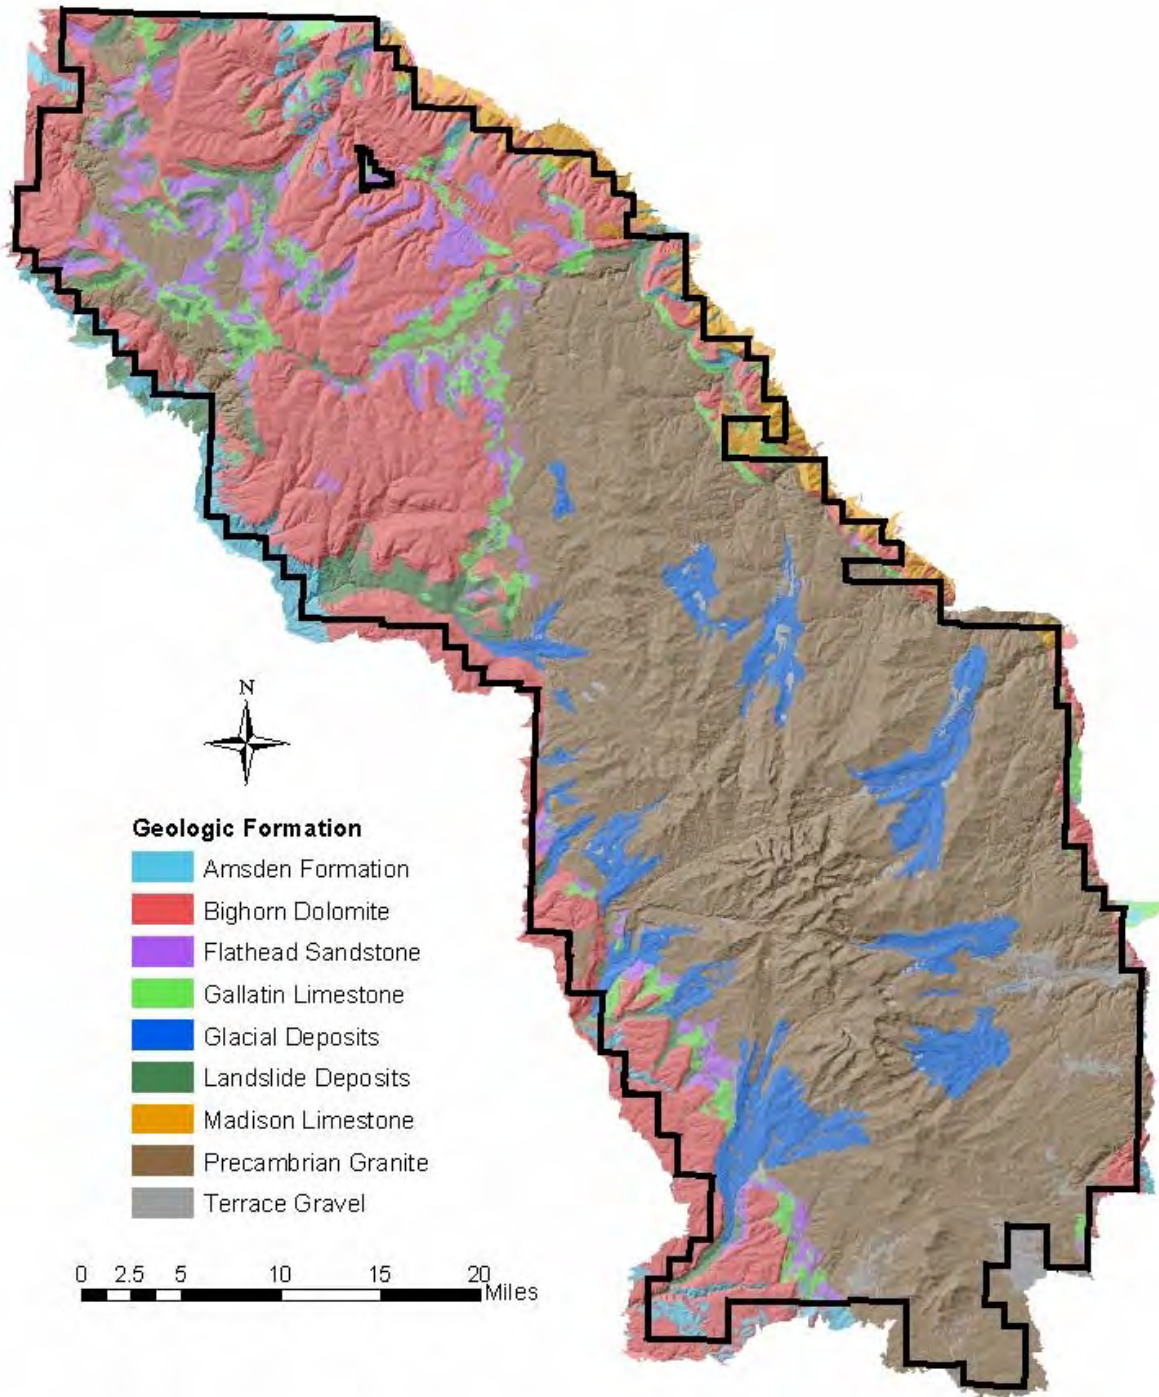 N
Geologic Formation
Amsden Formation
Bighorn Dolomite
Flathead Sandstone
Gallatin Limestone
Glacial Deposits
Landslide Deposits
Madison Limestone
Precambrian Granite
Terrace Gravel
0 2.5 5 10 15 20
Miles